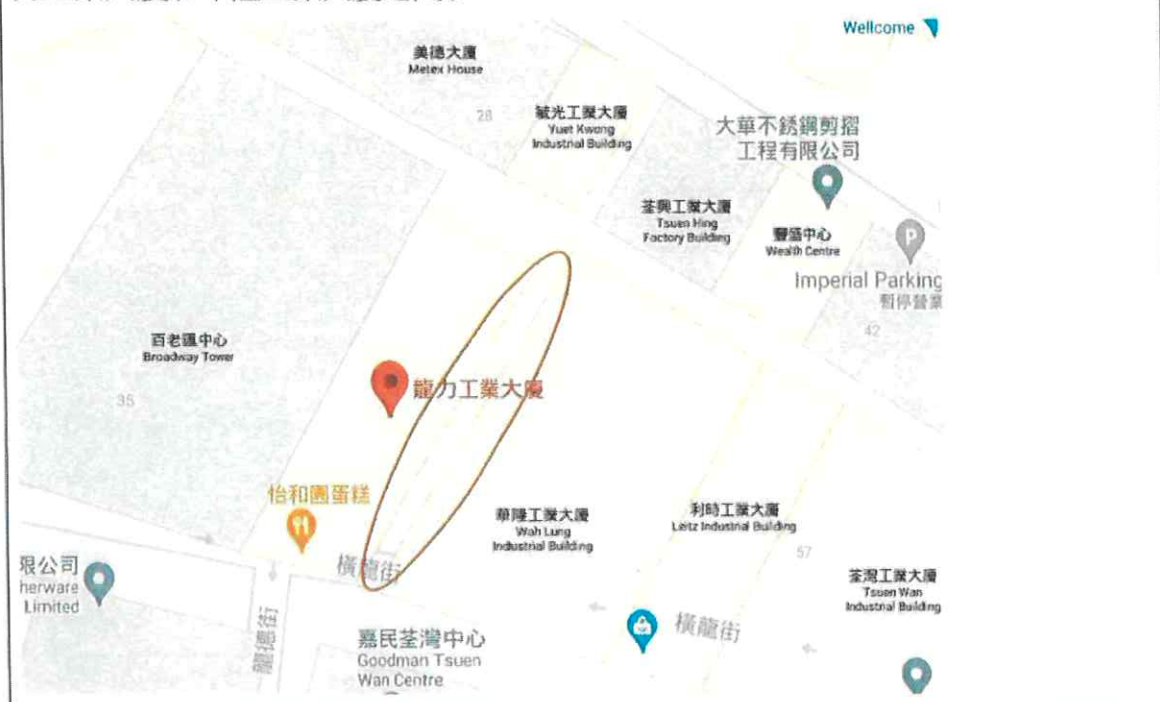 Wellcome
美德大廈
Metex House
28
毓光工業大廈
Yuet Kwong
Industrial Building
大華不銹鋼剪摺
工程有限公司
荃興工業大廈
Tsuen Hing
Factory Building
豐盛中心
Wealth Centre
P
Imperial Parking
暫停營業
42
百老匯中心
Broadway Tower
35
龍力工業大廈
怡和園蛋糕
華隆工業大廈
Wah Lung
Industrial Building
利時工業大廈
Leitz Industrial Building
57
橫龍街
限公司
herware
Limited
荃灣工業大廈
Tsuen Wan
Industrial Building
龍德街
嘉民荃灣中心
Goodman Tsuen
Wan Centre
橫龍街